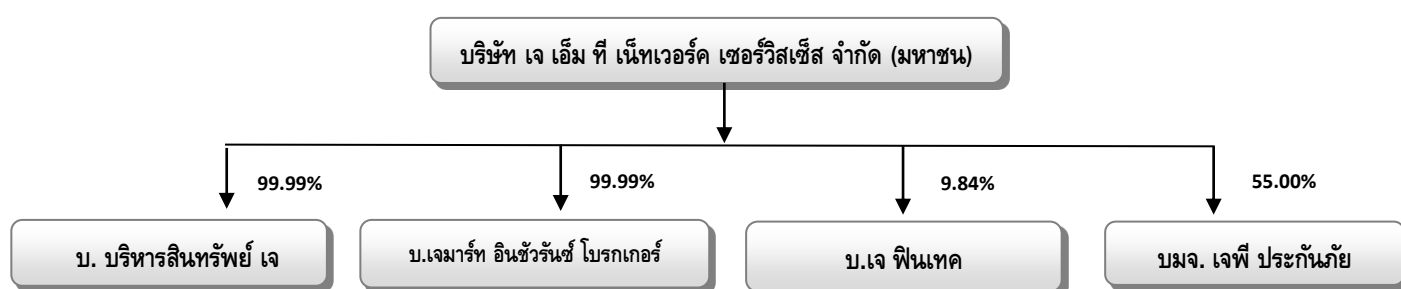 บริษัท เจ เอ็ม ที เน็ทเวอร์ค เซอร์วิสเซ็ส จำกัด (มหาชน)
99.99%
99.99%
9.84%
55.00%
บ. บริหารสินทรัพย์ เจ
บ.เจมาร์ท อินชัวรันซ์ โบรกเกอร์
บ.เจ ฟินเทค
บมจ. เจพี ประกันภัย